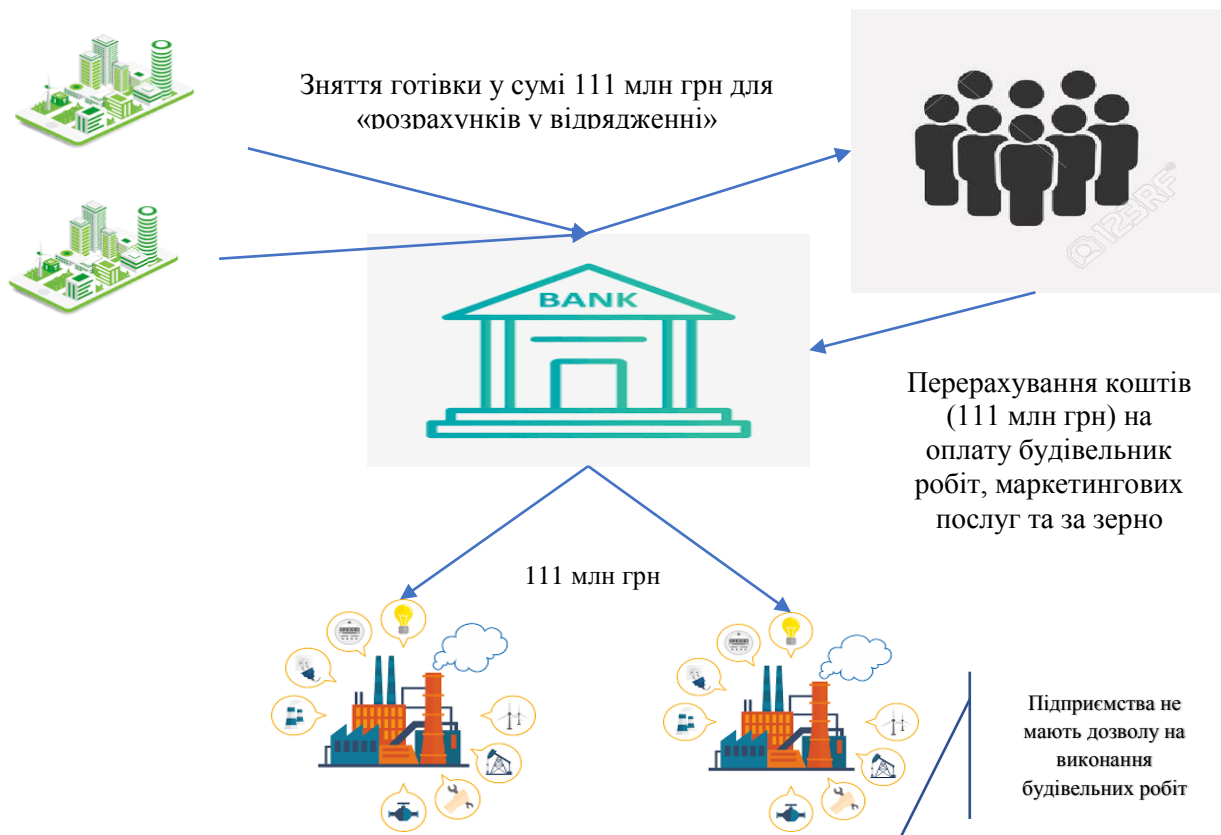 Зняття готівки у сумі 111 млн грн для
«розрахунків у відрядженні»
123RF
BANK
Перерахування коштів
(111 млн грн) на
оплату будівельник
робіт, маркетингових
послуг та за зерно
111 млн грн
Підприємства не
мають дозволу на
виконання
будівельних робіт